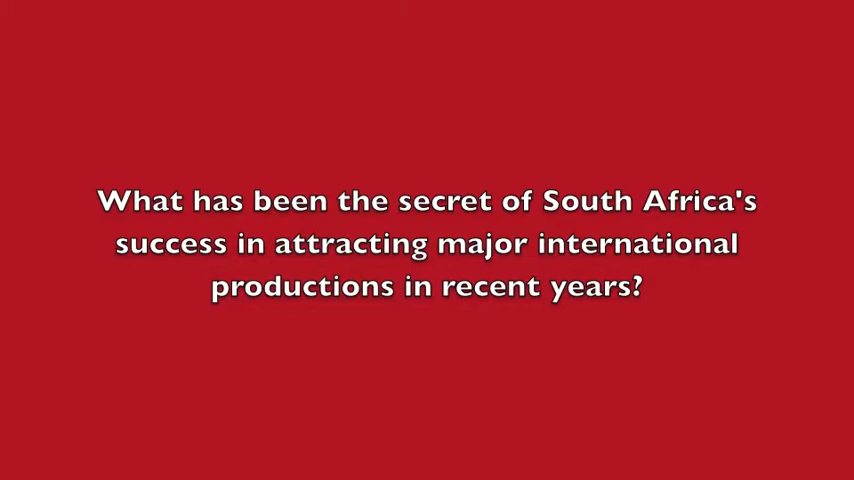 What has been the secret of South Africa's
success in attracting major international
productions in recent years?